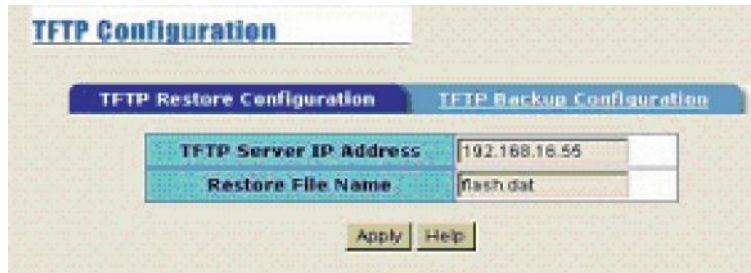 TFTP Configuration
TFTP Restore Configuration TFTP Backup Configuration
TFTP Server IP Address 192.168.16.55
Restore File Name flash.dat
Apply Help